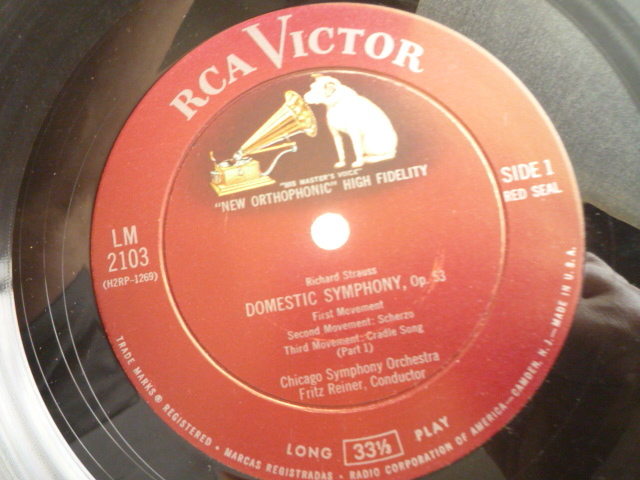 RCA VICTOR
"HIS MASTER'S VOICE"
"NEW ORTHOPHONIC" HIGH FIDELITY
SIDE 1
RED SEAL
LM
2103
(H2RP-1269)
Richard Strauss
DOMESTIC SYMPHONY, Op. 53
First Movement
Second Movement: Scherzo
Third Movement: Cradle Song
(Part 1)
Chicago Symphony Orchestra
Fritz Reiner, Conductor
LONG 33⅓ PLAY
TRADE MARKS ® REGISTERED • MARCAS REGISTRADAS • RADIO CORPORATION OF AMERICA—CAMDEN, N. J.—MADE IN U.S.A.